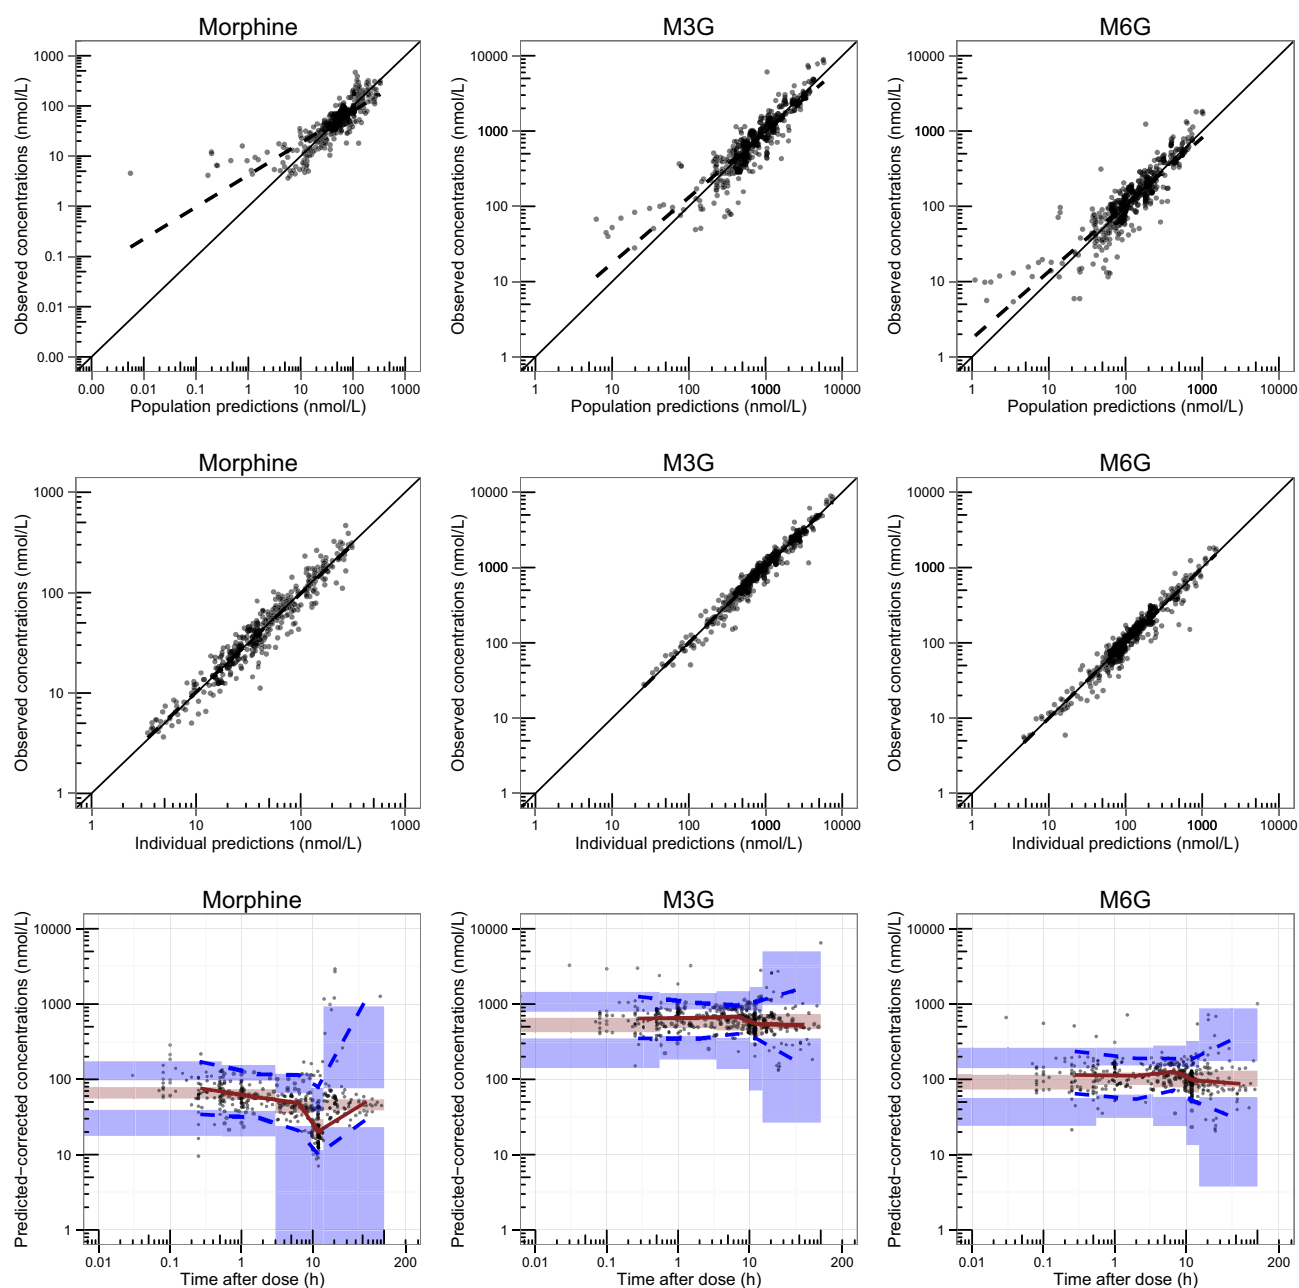 Morphine M3G M6G
Observed concentrations (nmol/L)
1000
100
10
1
0.1
0.01
0.00
0.00 0.01 0.1 1 10 100 1000
Population predictions (nmol/L)
Observed concentrations (nmol/L)
10000
1000
100
10
1
1 10 100 1000 10000
Population predictions (nmol/L)
Observed concentrations (nmol/L)
10000
1000
100
10
1
1 10 100 1000 10000
Population predictions (nmol/L)
Morphine M3G M6G
Observed concentrations (nmol/L)
1000
100
10
1
1 10 100 1000
Individual predictions (nmol/L)
Observed concentrations (nmol/L)
10000
1000
100
10
1
1 10 100 1000 10000
Individual predictions (nmol/L)
Observed concentrations (nmol/L)
10000
1000
100
10
1
1 10 100 1000 10000
Individual predictions (nmol/L)
Morphine M3G M6G
Predicted−corrected concentrations (nmol/L)
10000
1000
100
10
1
0.01 0.1 1 10 200
Time after dose (h)
Predicted−corrected concentrations (nmol/L)
10000
1000
100
10
1
0.01 0.1 1 10 200
Time after dose (h)
Predicted−corrected concentrations (nmol/L)
10000
1000
100
10
1
0.01 0.1 1 10 200
Time after dose (h)